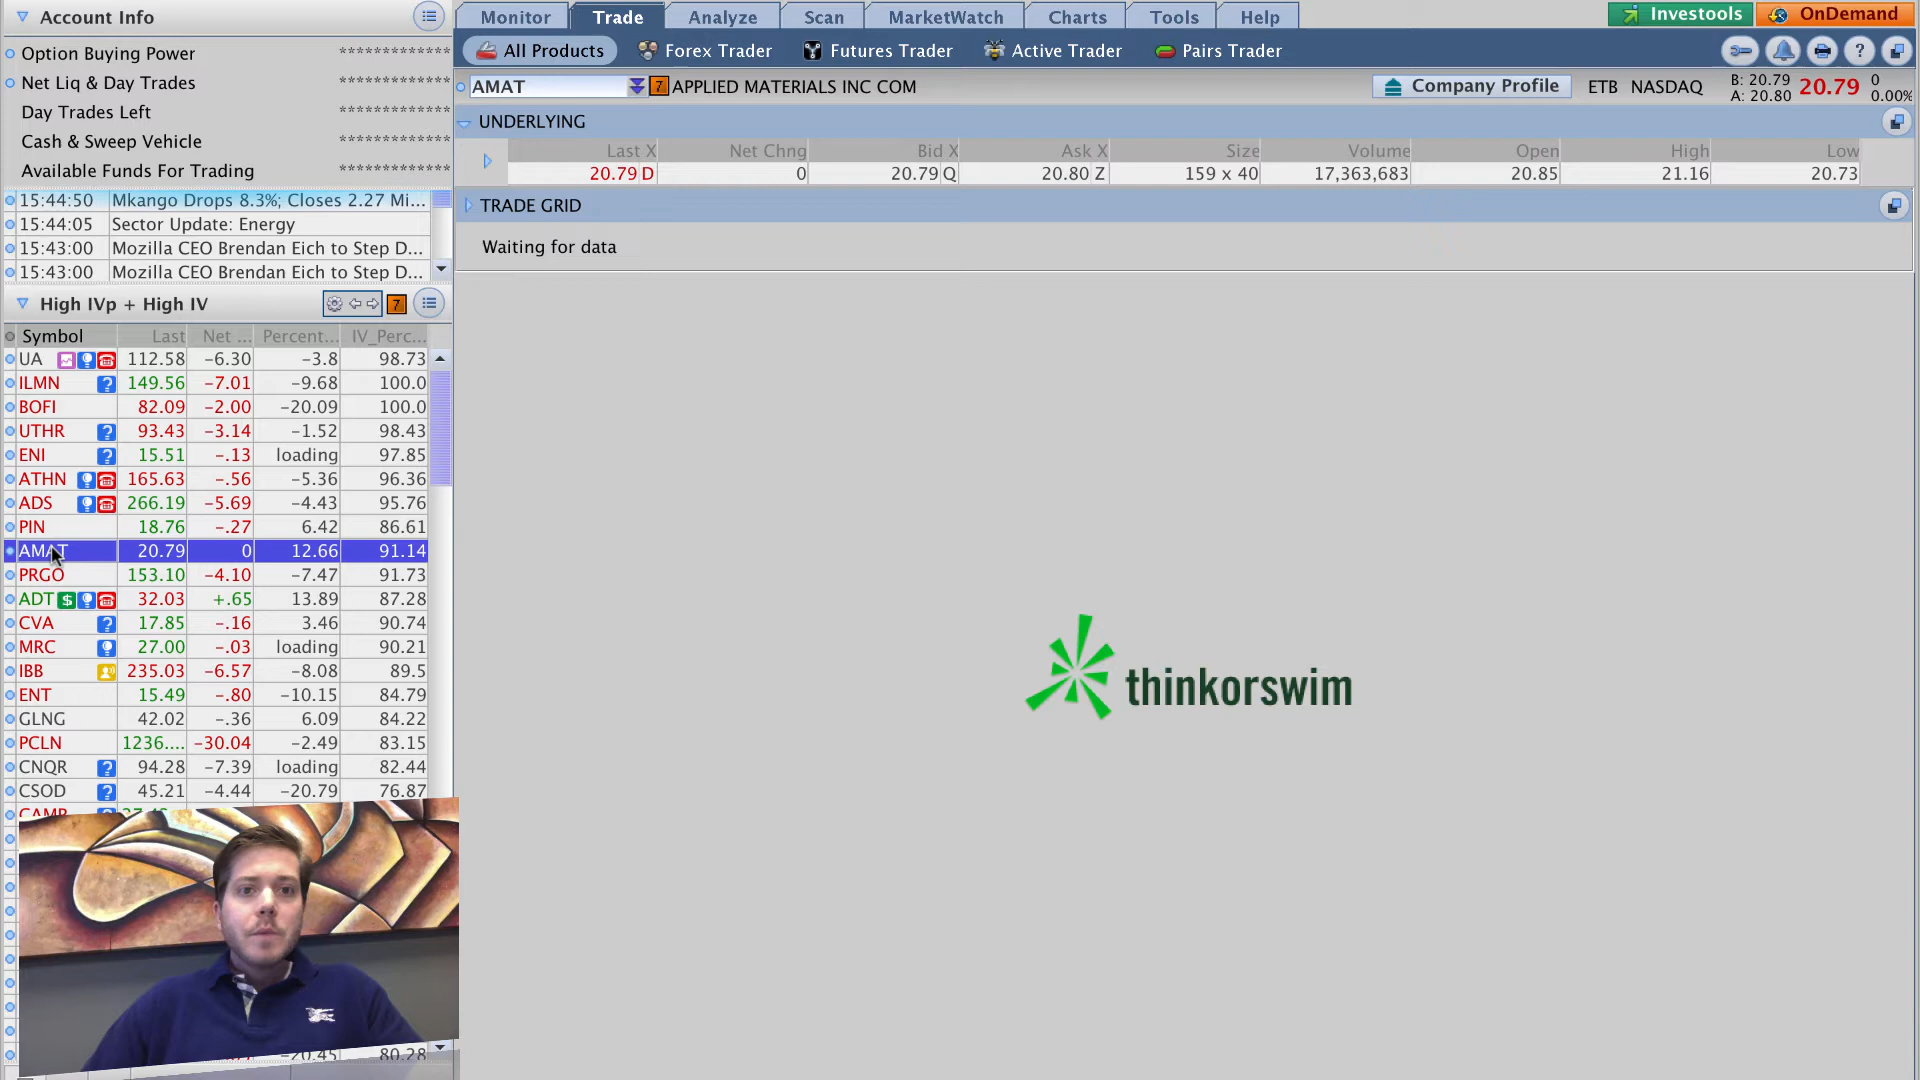 Account Info
Option Buying Power ************
Net Liq & Day Trades ************
Day Trades Left ************
Cash & Sweep Vehicle ************
Available Funds For Trading ************
15:44:50 Mkango Drops 8.3%; Closes 2.27 Mi...
15:44:05 Sector Update: Energy
15:43:00 Mozilla CEO Brendan Eich to Step D...
15:43:00 Mozilla CEO Brendan Eich to Step D...
High IVp + High IV 7
Symbol Last Net ... Percent... IV_Perc...
UA 112.58 -6.30 -3.8 98.73
ILMN ? 149.56 -7.01 -9.68 100.0
BOFI 82.09 -2.00 -20.09 100.0
UTHR ? 93.43 -3.14 -1.52 98.43
ENI ? 15.51 -.13 loading 97.85
ATHN 165.63 -.56 -5.36 96.36
ADS 266.19 -5.69 -4.43 95.76
PIN 18.76 -.27 6.42 86.61
AMAT 20.79 0 12.66 91.14
PRGO 153.10 -4.10 -7.47 91.73
ADT $ 32.03 +.65 13.89 87.28
CVA ? 17.85 -.16 3.46 90.74
MRC 27.00 -.03 loading 90.21
IBB 235.03 -6.57 -8.08 89.5
ENT 15.49 -.80 -10.15 84.79
GLNG 42.02 -.36 6.09 84.22
PCLN 1236.... -30.04 -2.49 83.15
CNQR ? 94.28 -7.39 loading 82.44
CSOD ? 45.21 -4.44 -20.79 76.87
-20.45 80.28
Monitor Trade Analyze Scan MarketWatch Charts Tools Help
Investools OnDemand
All Products Forex Trader Futures Trader Active Trader Pairs Trader ?
AMAT 7 APPLIED MATERIALS INC COM Company Profile ETB NASDAQ B: 20.79 A: 20.80 20.79 0 0.00%
UNDERLYING
Last X Net Chng Bid X Ask X Size Volume Open High Low
20.79 D 0 20.79 Q 20.80 Z 159 x 40 17,363,683 20.85 21.16 20.73
TRADE GRID
Waiting for data
thinkorswim